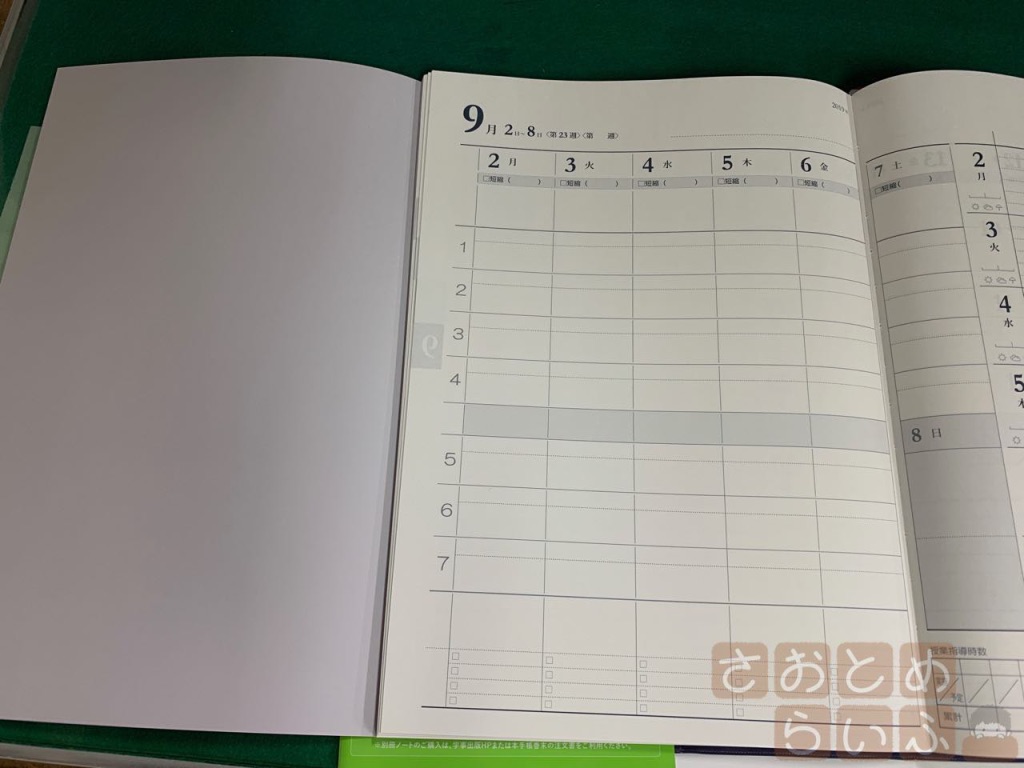 9月 2日~8日〈第23週〉〈第　　週〉
2月 3火 4水 5木 6金 7土
□短縮( ) □短縮( ) □短縮( ) □短縮( ) □短縮( ) □短縮( )
1
2
3
4
5
6
7
9
8日
授業指導時数
予定
累計
2
月
3
火
4
水
5
木
※別冊ノートのご購入は、学事出版HPまたは本手帳巻末の注文書をご利用ください。
さおとめ
らいふ